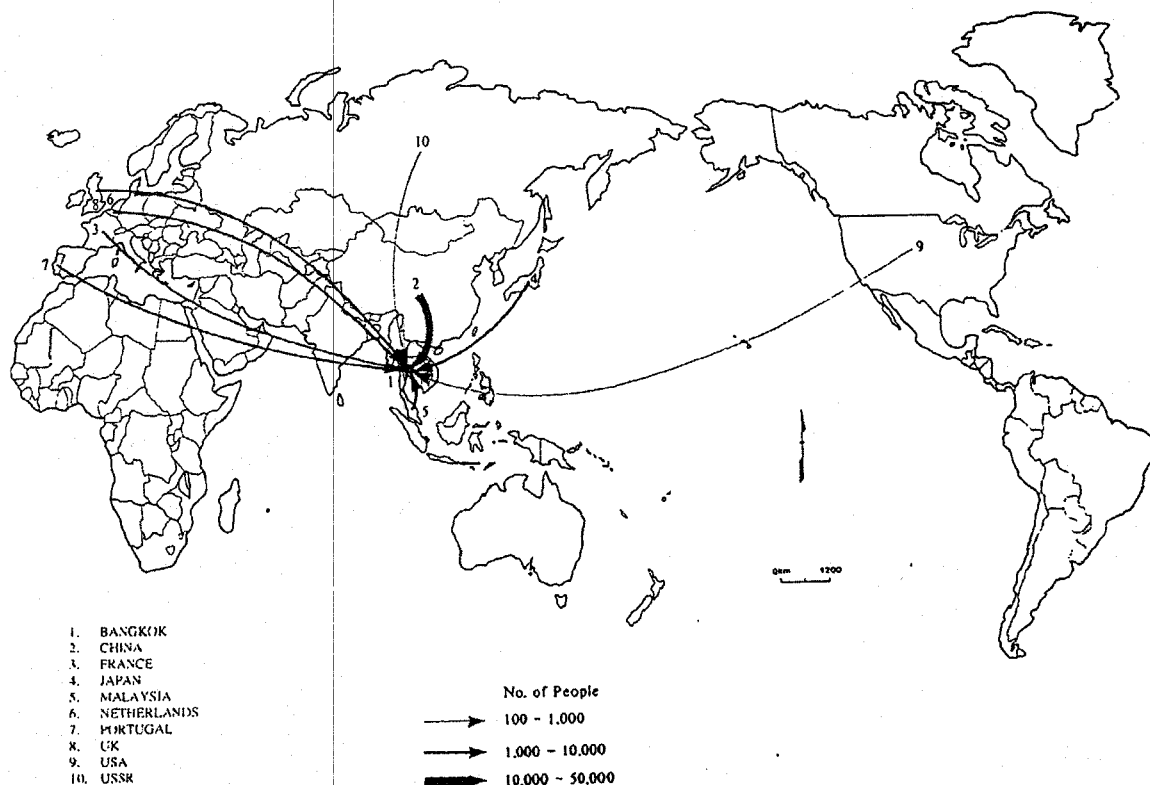 10
8
6
3
7
9
2
4
1
5
0km 1200
1. BANGKOK
2. CHINA
3. FRANCE
4. JAPAN
5. MALAYSIA
6. NETHERLANDS
7. PORTUGAL
8. UK
9. USA
10. USSR
No. of People
100 - 1,000
1,000 - 10,000
10,000 - 50,000